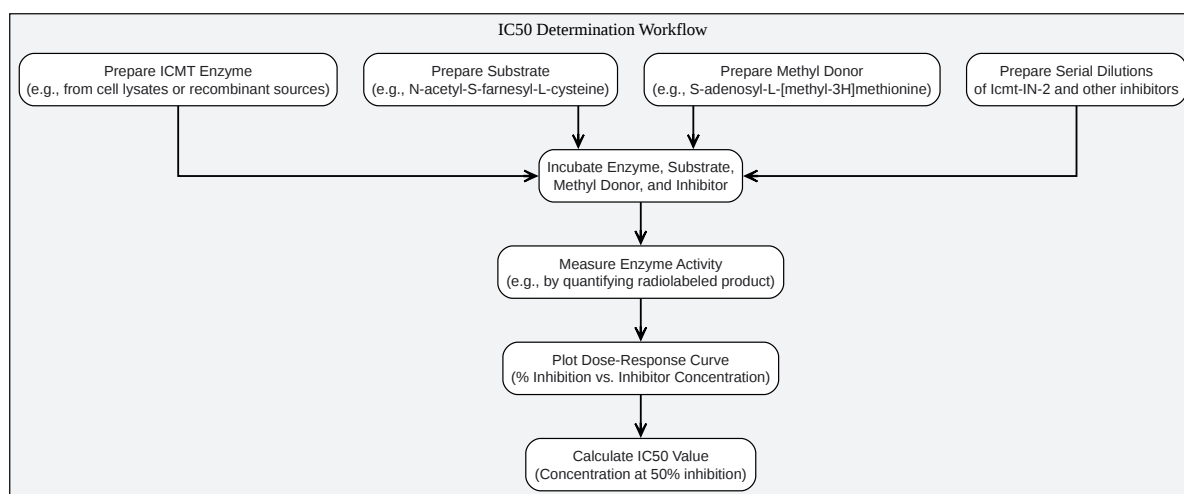 IC50 Determination Workflow
Prepare ICMT Enzyme
(e.g., from cell lysates or recombinant sources)
Prepare Substrate
(e.g., N-acetyl-S-farnesyl-L-cysteine)
Prepare Methyl Donor
(e.g., S-adenosyl-L-[methyl-3H]methionine)
Prepare Serial Dilutions
of Icmt-IN-2 and other inhibitors
Incubate Enzyme, Substrate,
Methyl Donor, and Inhibitor
Measure Enzyme Activity
(e.g., by quantifying radiolabeled product)
Plot Dose-Response Curve
(% Inhibition vs. Inhibitor Concentration)
Calculate IC50 Value
(Concentration at 50% inhibition)